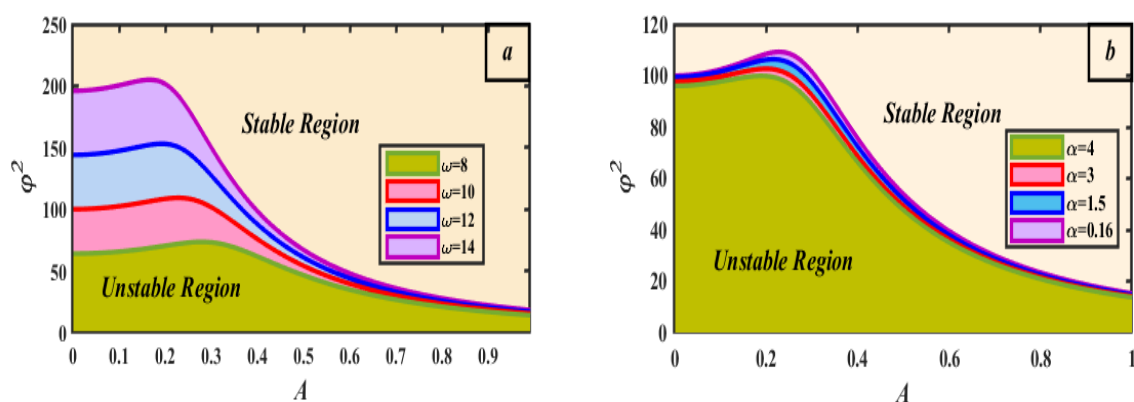 250
200
150
100
50
0
φ²
a
Stable Region
Unstable Region
ω=8
ω=10
ω=12
ω=14
0 0.1 0.2 0.3 0.4 0.5 0.6 0.7 0.8 0.9
A
120
100
80
60
40
20
0
φ²
b
Stable Region
Unstable Region
α=4
α=3
α=1.5
α=0.16
0 0.2 0.4 0.6 0.8 1
A